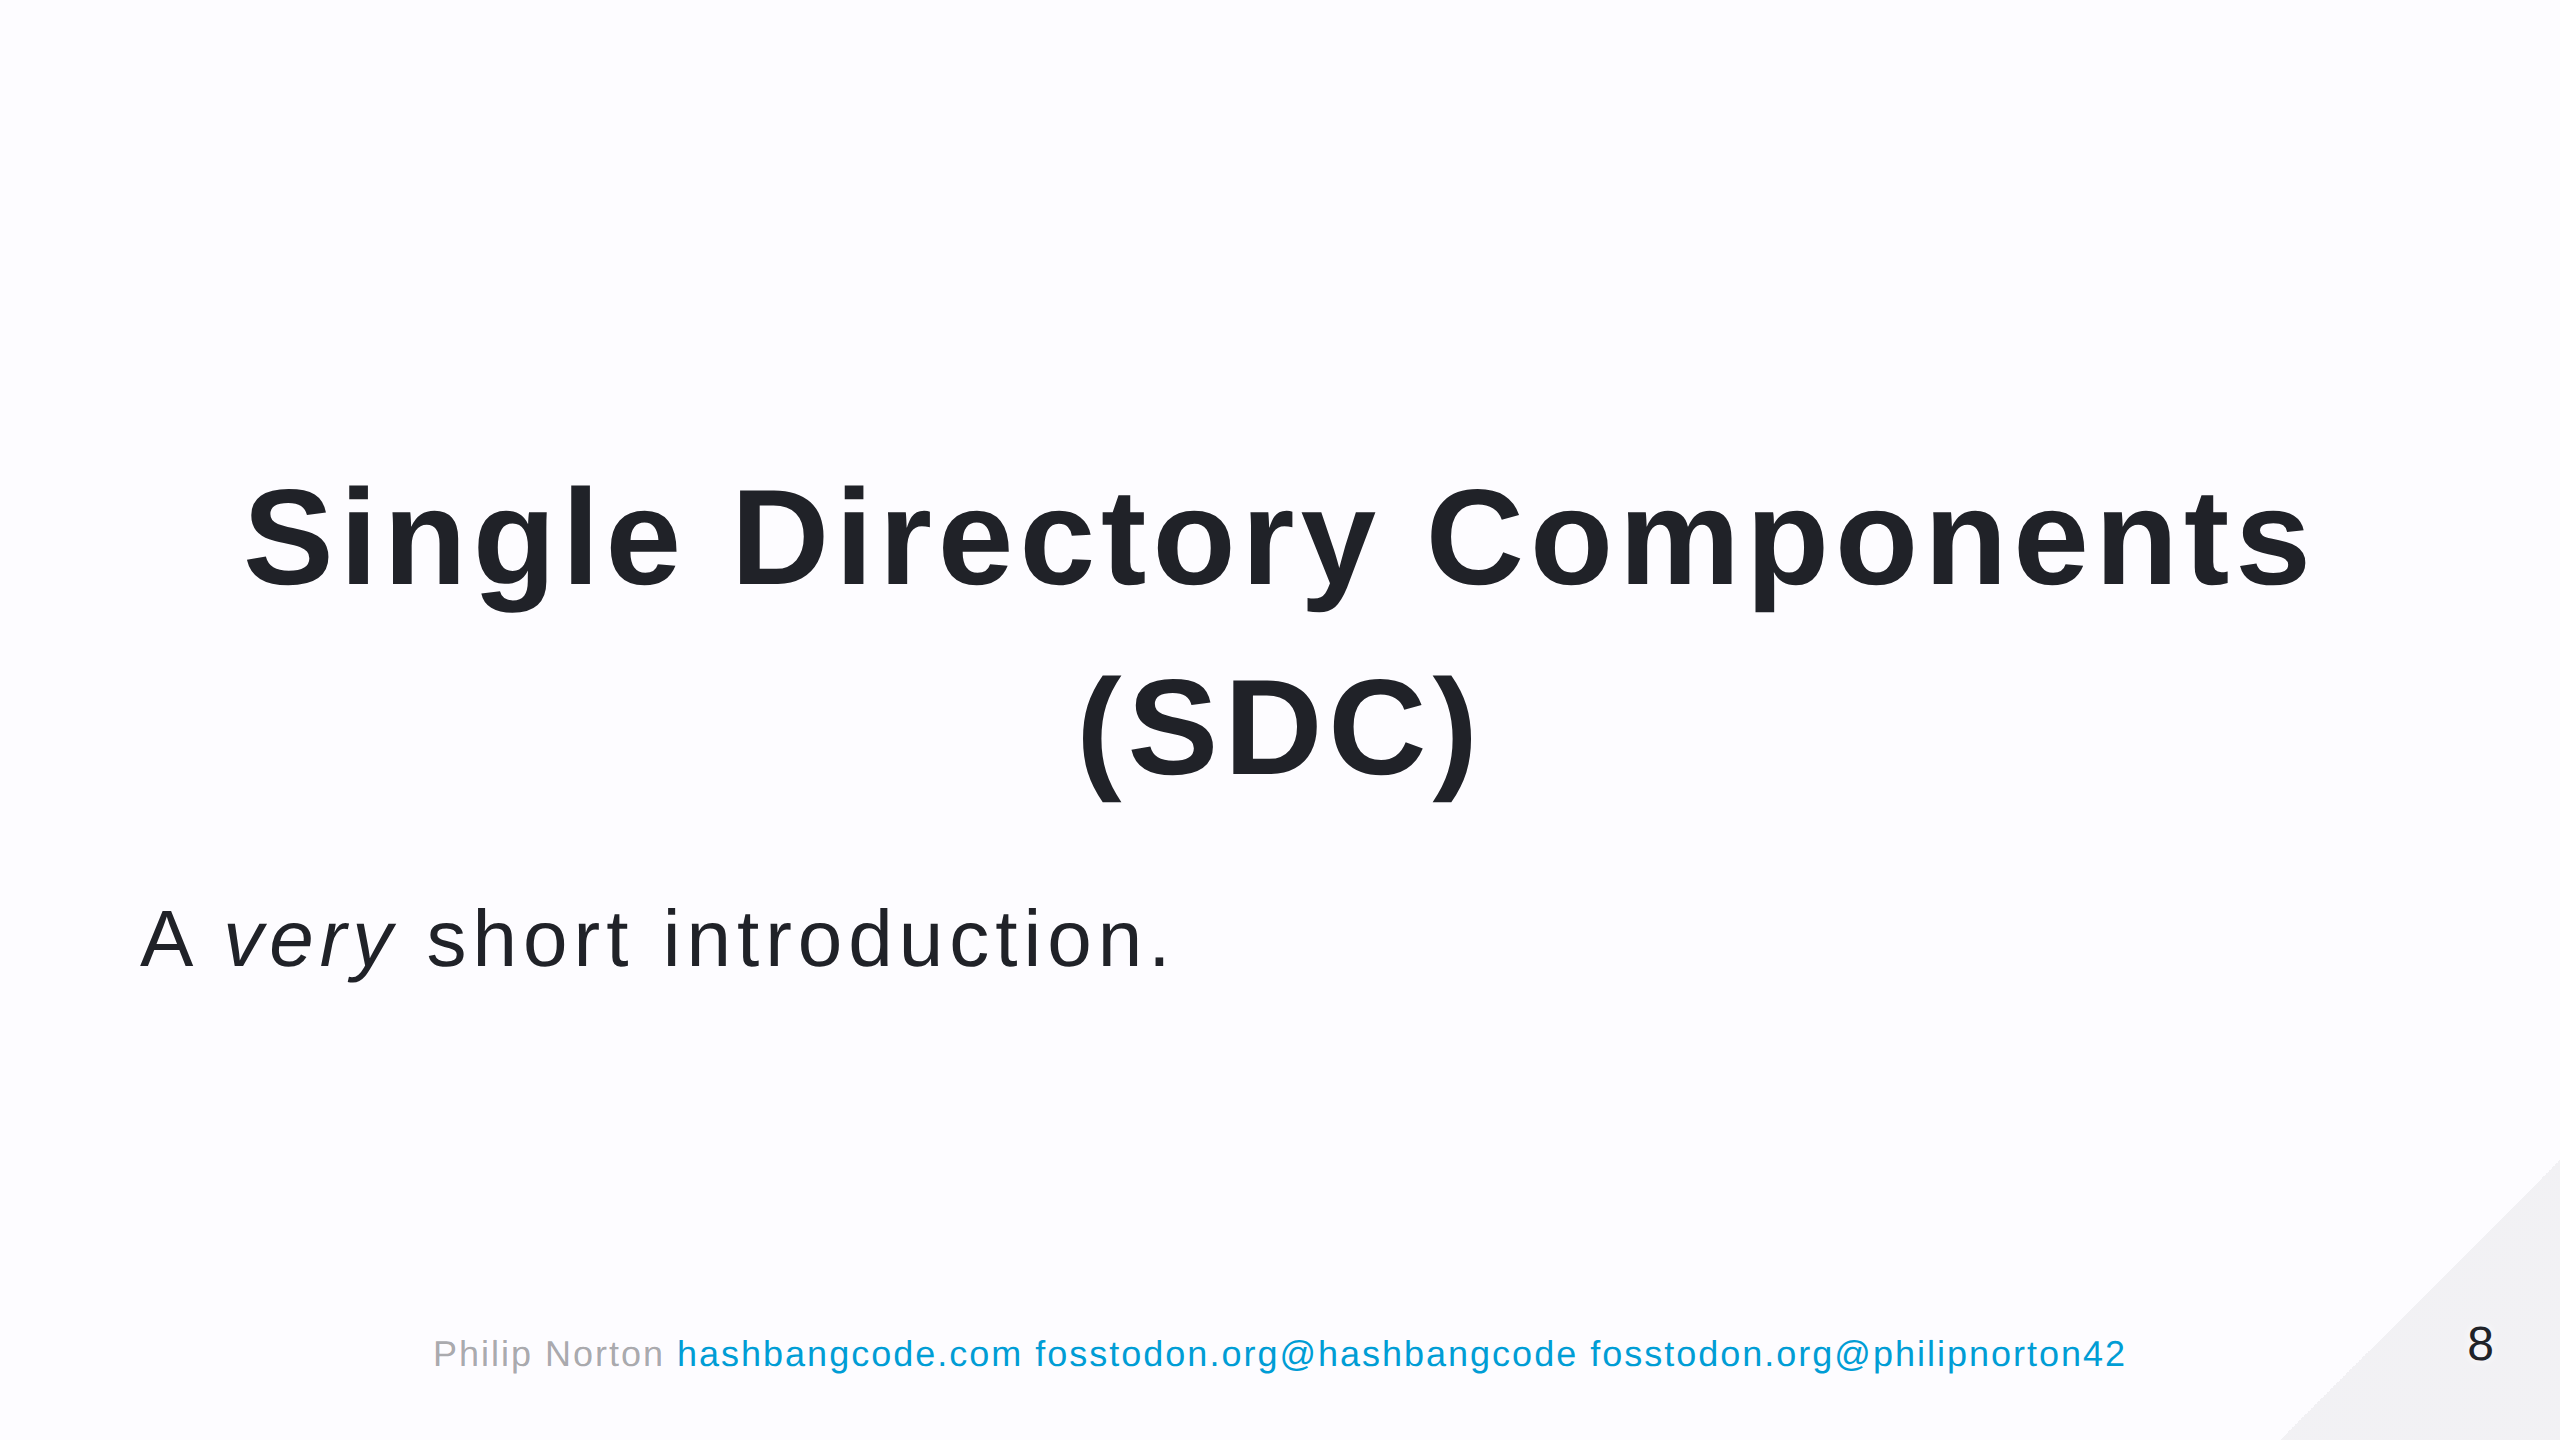 Single Directory Components
(SDC)
A very short introduction.
Philip Norton hashbangcode.com fosstodon.org@hashbangcode fosstodon.org@philipnorton42
8